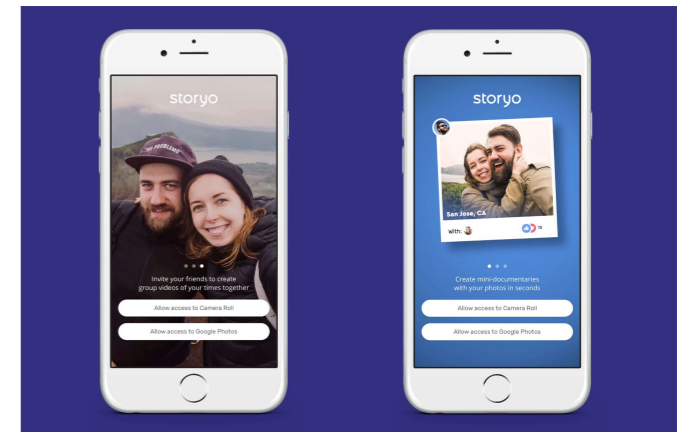 storyo
"NO PROBLEMO"
Invite your friends to create
group videos of your times together
Allow access to Camera Roll
Allow access to Google Photos
storyo
San Jose, CA
With:
Create mini-documentaries
with your photos in seconds
Allow access to Camera Roll
Allow access to Google Photos